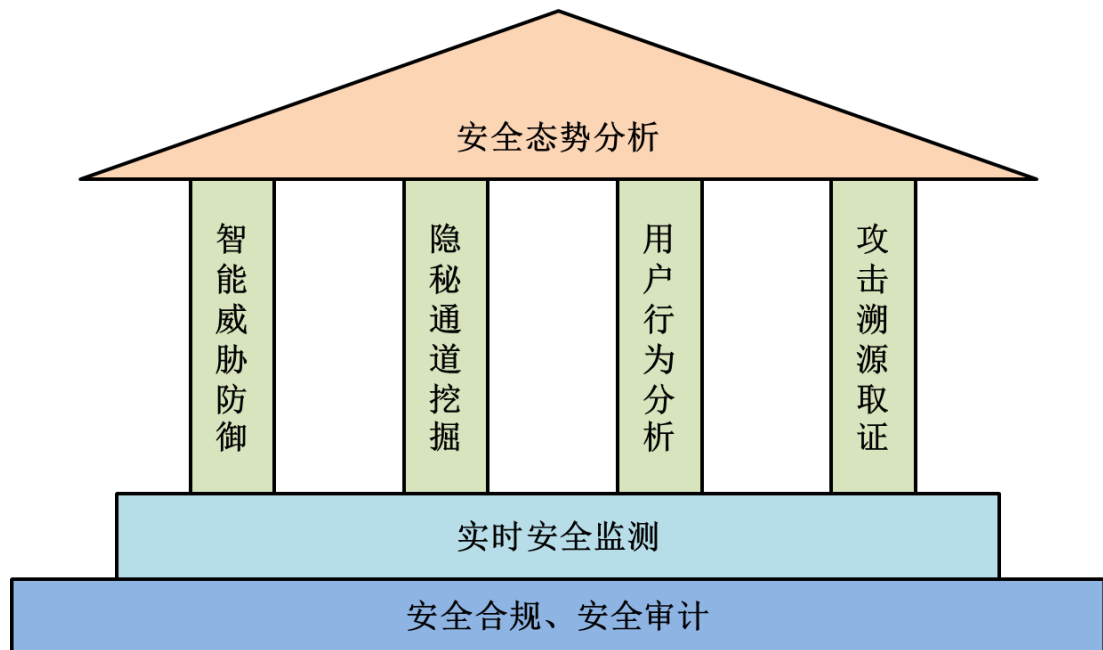 安全态势分析
智能威胁防御
隐秘通道挖掘
用户行为分析
攻击溯源取证
实时安全监测
安全合规、安全审计